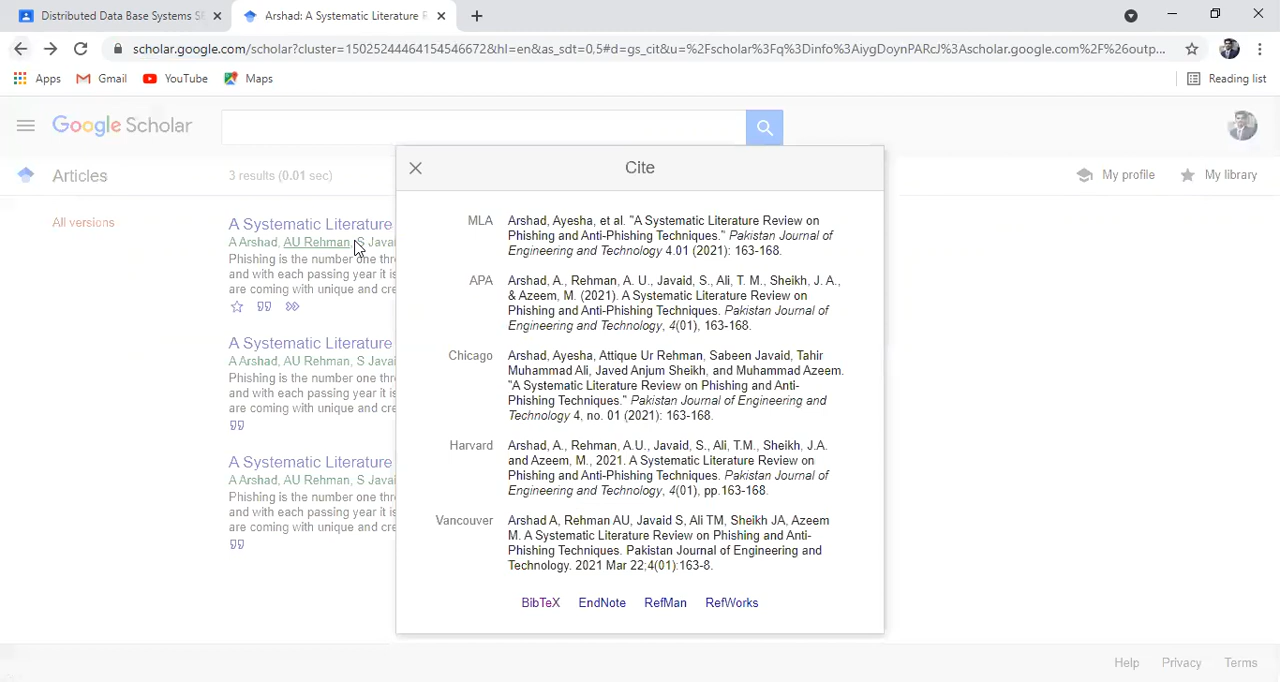 Distributed Data Base Systems SE
Arshad: A Systematic Literature R
scholar.google.com/scholar?cluster=15025244464154546672&hl=en&as_sdt=0,5#d=gs_cit&u=%2Fscholar%3Fq%3Dinfo%3AiygDoynPARcJ%3Ascholar.google.com%2F%26outp...
Apps Gmail YouTube Maps Reading list
Google Scholar
Cite
Articles 3 results (0.01 sec) My profile My library
All versions
A Systematic Literature
A Arshad, AU Rehman, S Javai
Phishing is the number one thr
and with each passing year it is
are coming with unique and cre
A Systematic Literature
A Arshad, AU Rehman, S Javai
Phishing is the number one thr
and with each passing year it is
are coming with unique and cre
A Systematic Literature
A Arshad, AU Rehman, S Javai
Phishing is the number one thr
and with each passing year it is
are coming with unique and cre
MLA Arshad, Ayesha, et al. "A Systematic Literature Review on
Phishing and Anti-Phishing Techniques." Pakistan Journal of
Engineering and Technology 4.01 (2021): 163-168.
APA Arshad, A., Rehman, A. U., Javaid, S., Ali, T. M., Sheikh, J. A.,
& Azeem, M. (2021). A Systematic Literature Review on
Phishing and Anti-Phishing Techniques. Pakistan Journal of
Engineering and Technology, 4(01), 163-168.
Chicago Arshad, Ayesha, Attique Ur Rehman, Sabeen Javaid, Tahir
Muhammad Ali, Javed Anjum Sheikh, and Muhammad Azeem.
"A Systematic Literature Review on Phishing and Anti-
Phishing Techniques." Pakistan Journal of Engineering and
Technology 4, no. 01 (2021): 163-168.
Harvard Arshad, A., Rehman, A.U., Javaid, S., Ali, T.M., Sheikh, J.A.
and Azeem, M., 2021. A Systematic Literature Review on
Phishing and Anti-Phishing Techniques. Pakistan Journal of
Engineering and Technology, 4(01), pp.163-168.
Vancouver Arshad A, Rehman AU, Javaid S, Ali TM, Sheikh JA, Azeem
M. A Systematic Literature Review on Phishing and Anti-
Phishing Techniques. Pakistan Journal of Engineering and
Technology. 2021 Mar 22;4(01):163-8.
BibTeX EndNote RefMan RefWorks
Help Privacy Terms